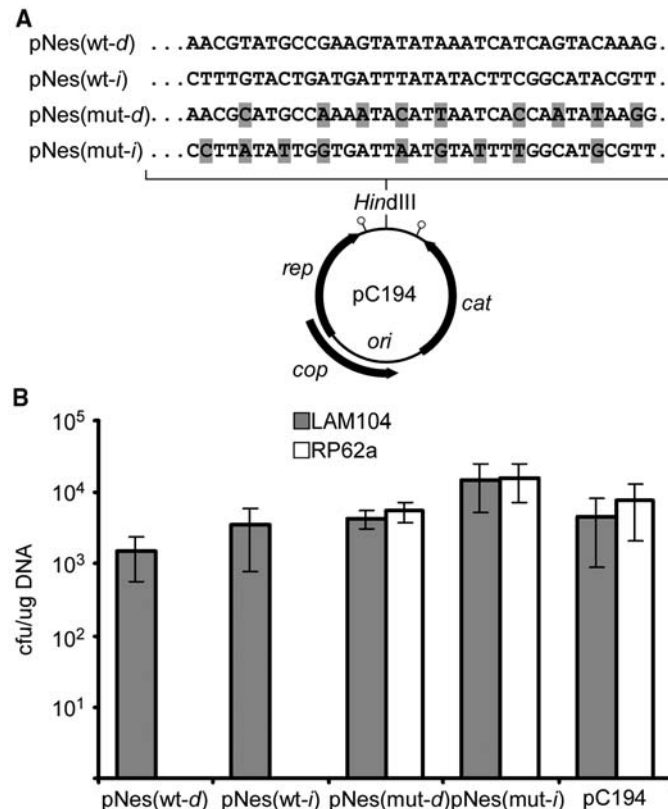 A
pNes(wt-d) ...AACGTATGCCGAAGTATATAAATCATCAGTACAAAG.
pNes(wt-i) ...CTTTGTACTGATGATTTATATACTTCGGCATACGTT.
pNes(mut-d)...AACGCATGCCAAAATACATTAATCACCAATATAAGG.
pNes(mut-i) ...CCTTATATTGGTGATTAATGTATTTTGGCATGCGTT.
HindIII
rep
pC194
cat
ori
cop
B
10⁵
LAM104
RP62a
10⁴
10³
10²
10¹
cfu/ug DNA
pNes(wt-d) pNes(wt-i) pNes(mut-d) pNes(mut-i) pC194